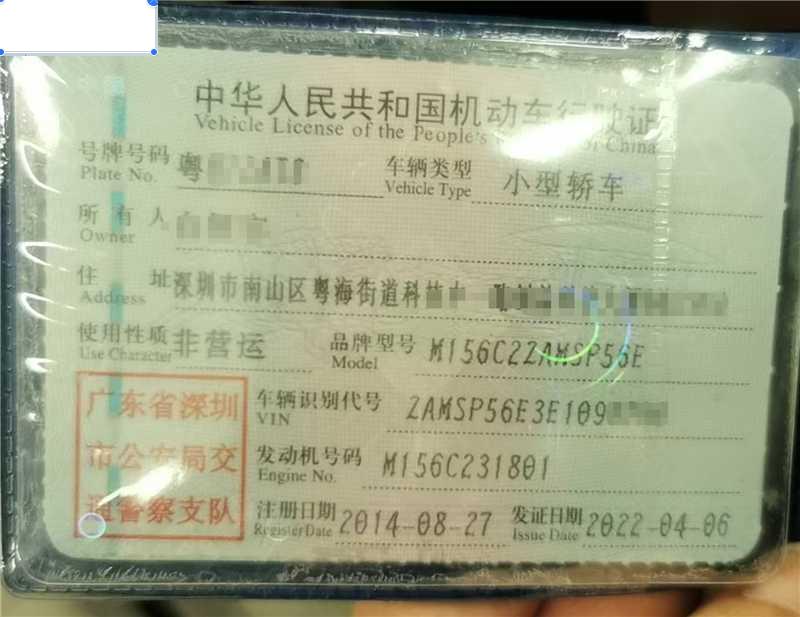 中华人民共和国机动车行驶证
Vehicle License of the People's of China
号牌号码 粤 车辆类型 小型轿车
Plate No. Vehicle Type
所有人
Owner
住址 深圳市南山区粤海街道科
Address
使用性质 非营运 品牌型号 M156C2ZAMSP56E
Use Character Model
广东省深圳 车辆识别代号 ZAMSP56E3E109
VIN
市公安局交 发动机号码 M156C231801
Engine No.
通警察支队 注册日期 2014-08-27 发证日期 2022-04-06
Register Date Issue Date